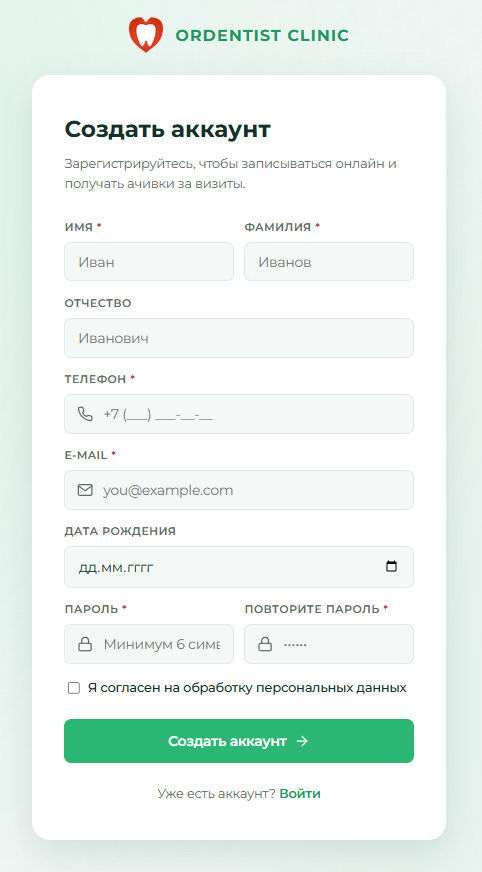 ORDENTIST CLINIC
Создать аккаунт
Зарегистрируйтесь, чтобы записываться онлайн и
получать ачивки за визиты.
ИМЯ * ФАМИЛИЯ *
Иван Иванов
ОТЧЕСТВО
Иванович
ТЕЛЕФОН *
+7 (___) ___-__-__
E-MAIL *
you@example.com
ДАТА РОЖДЕНИЯ
дд.мм.гггг
ПАРОЛЬ * ПОВТОРИТЕ ПАРОЛЬ *
Минимум 6 симв ••••••
Я согласен на обработку персональных данных
Создать аккаунт →
Уже есть аккаунт? Войти